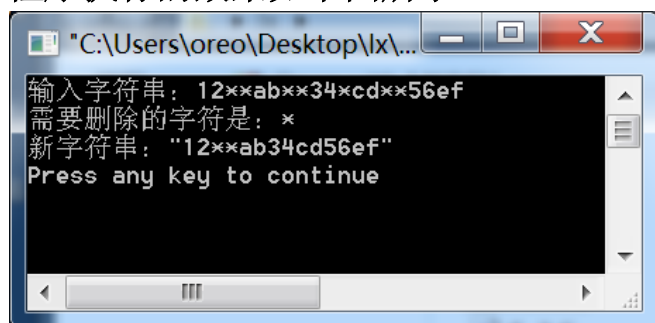 "C:\Users\oreo\Desktop\lx\...
输入字符串：12**ab**34*cd**56ef
需要删除的字符是：*
新字符串："12**ab34cd56ef"
Press any key to continue